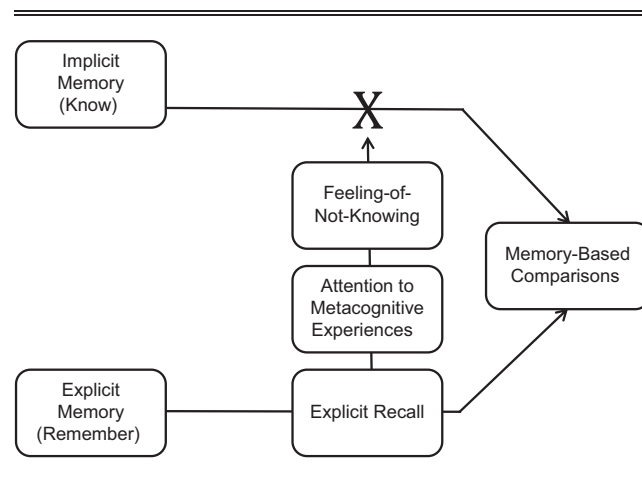 Implicit
Memory
(Know)
X
Feeling-of-
Not-Knowing
Memory-Based
Comparisons
Attention to
Metacognitive
Experiences
Explicit
Memory
(Remember)
Explicit Recall